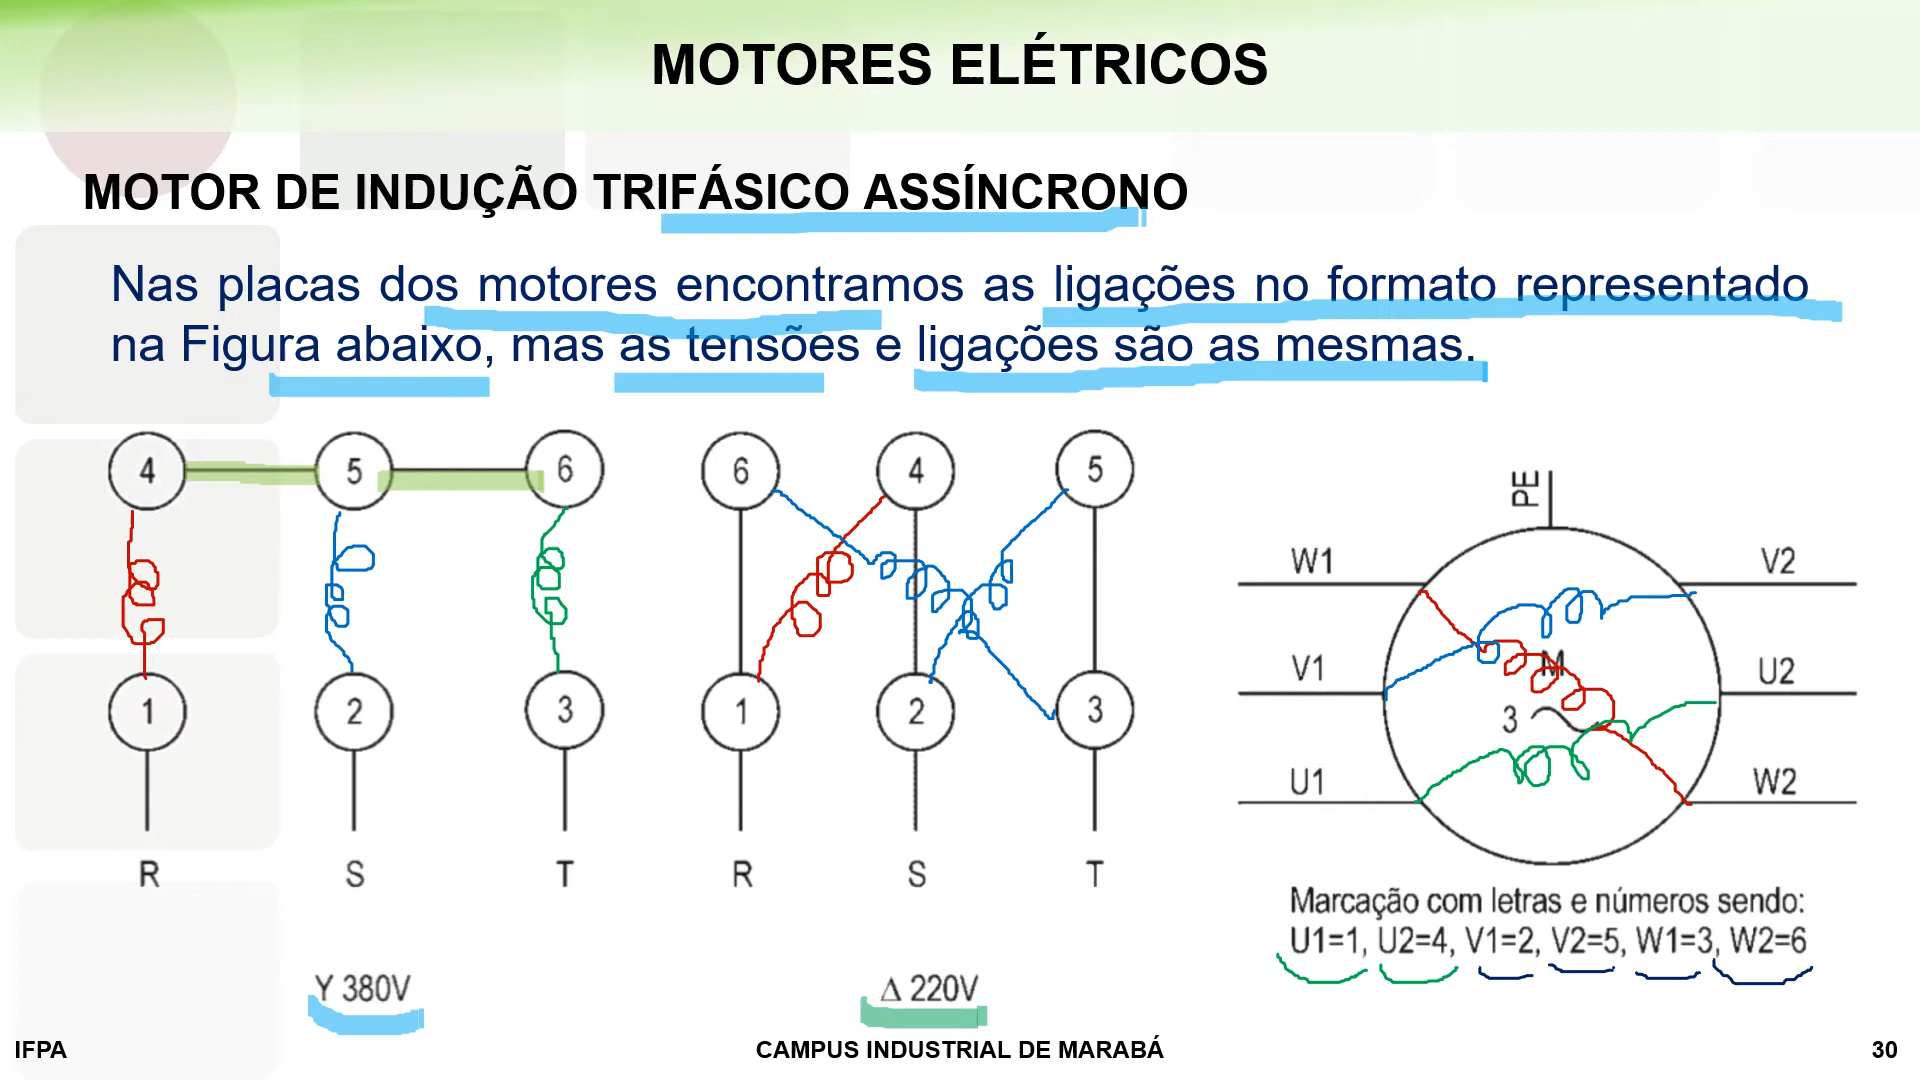 MOTORES ELÉTRICOS
MOTOR DE INDUÇÃO TRIFÁSICO ASSÍNCRONO
Nas placas dos motores encontramos as ligações no formato representado
na Figura abaixo, mas as tensões e ligações são as mesmas.
4 5 6
1 2 3
R S T
Y 380V
6 4 5
1 2 3
R S T
Δ 220V
PE
W1 V2
M
V1 U2
3 ~
U1 W2
Marcação com letras e números sendo:
U1=1, U2=4, V1=2, V2=5, W1=3, W2=6
IFPA CAMPUS INDUSTRIAL DE MARABÁ 30